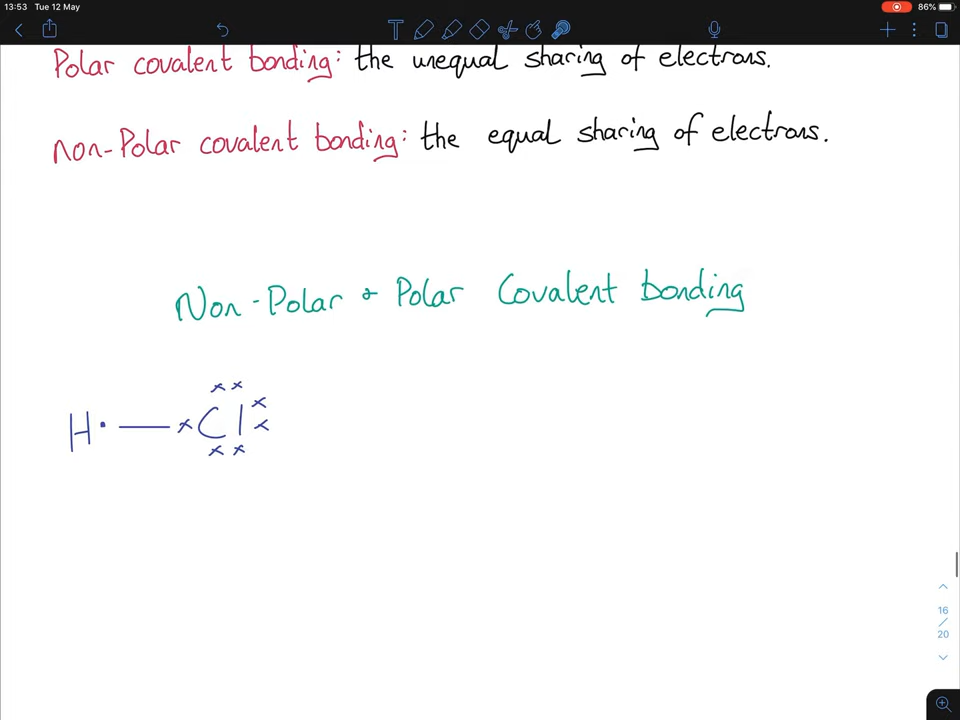 13:53 Tue 12 May
86%
Polar covalent bonding: the unequal sharing of electrons.
non-Polar covalent bonding: the equal sharing of electrons.
Non-Polar + Polar Covalent bonding
H• — xCl
16
/
20